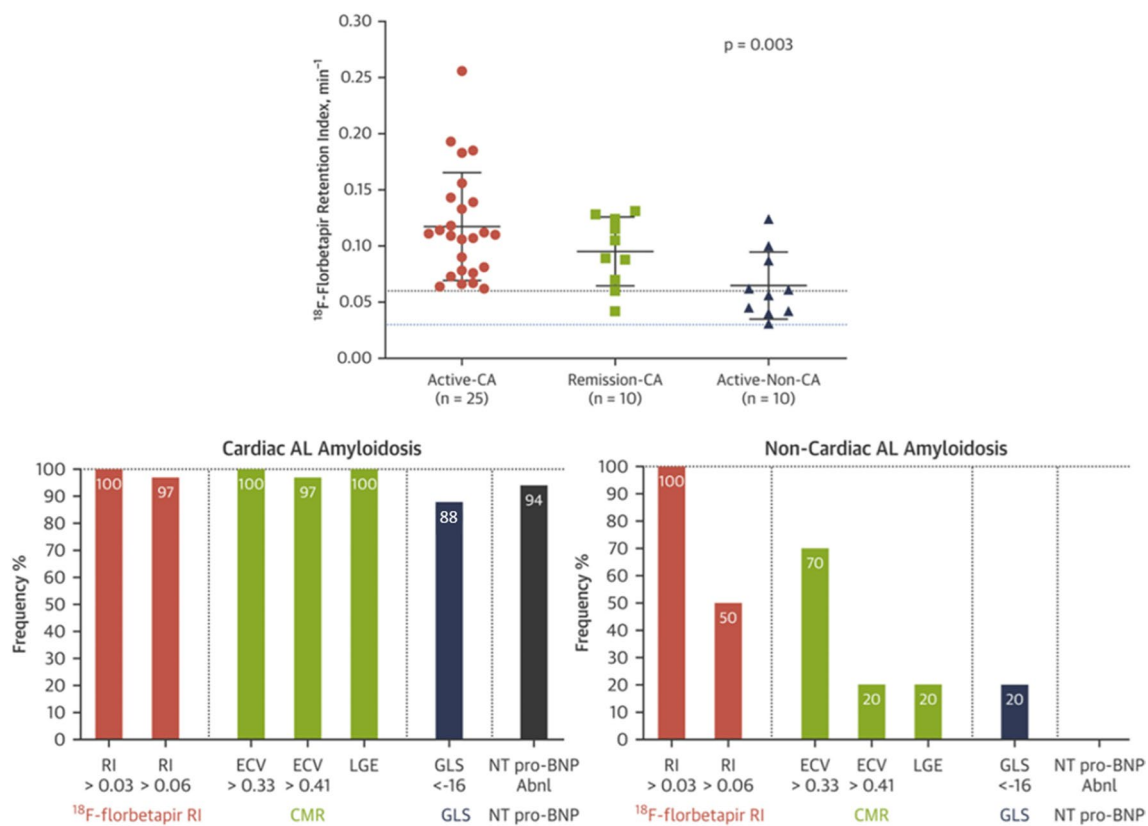 0.30
p = 0.003
0.25
0.20
0.15
0.10
0.05
0.00
¹⁸F-Florbetapir Retention Index, min⁻¹
Active-CA
(n = 25)
Remission-CA
(n = 10)
Active-Non-CA
(n = 10)
Cardiac AL Amyloidosis
Frequency %
100
90
80
70
60
50
40
30
20
10
0
100
97
100
97
100
88
94
RI
> 0.03
RI
> 0.06
ECV
> 0.33
ECV
> 0.41
LGE
GLS
<-16
NT pro-BNP
Abnl
¹⁸F-florbetapir RI
CMR
GLS
NT pro-BNP
Non-Cardiac AL Amyloidosis
Frequency %
100
90
80
70
60
50
40
30
20
10
0
100
50
70
20
20
20
RI
> 0.03
RI
> 0.06
ECV
> 0.33
ECV
> 0.41
LGE
GLS
<-16
NT pro-BNP
Abnl
¹⁸F-florbetapir RI
CMR
GLS
NT pro-BNP